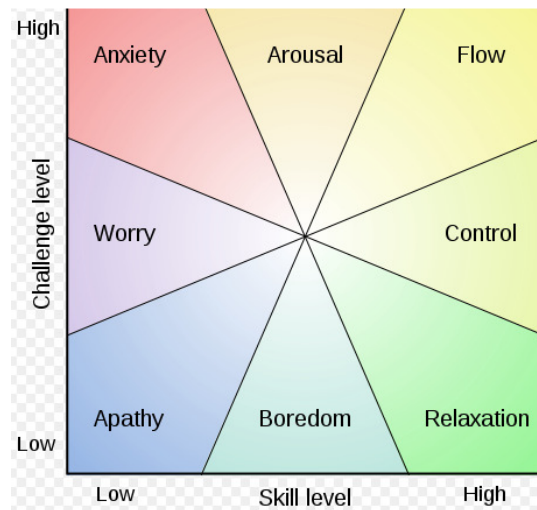 High
Anxiety Arousal Flow
Challenge level
Worry Control
Apathy Boredom Relaxation
Low
Low Skill level High